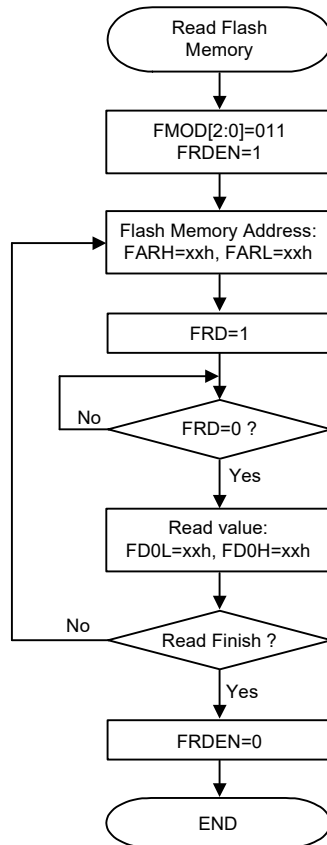 Read Flash
Memory
FMOD[2:0]=011
FRDEN=1
Flash Memory Address:
FARH=xxh, FARL=xxh
FRD=1
FRD=0 ?
No
Yes
Read value:
FD0L=xxh, FD0H=xxh
No
Read Finish ?
Yes
FRDEN=0
END